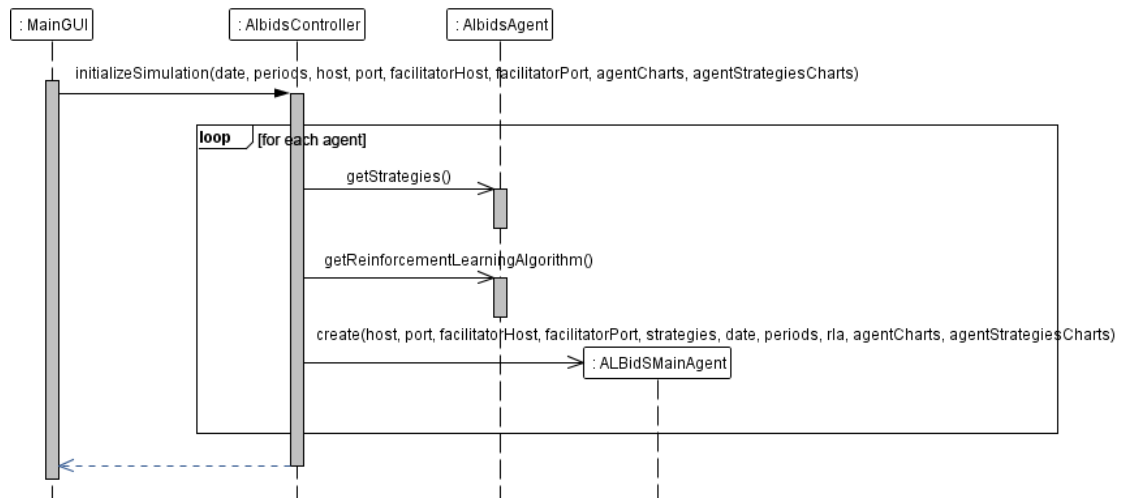 : MainGUI
: AlbidsController
: AlbidsAgent
initializeSimulation(date, periods, host, port, facilitatorHost, facilitatorPort, agentCharts, agentStrategiesCharts)
loop
[for each agent]
getStrategies()
getReinforcementLearningAlgorithm()
create(host, port, facilitatorHost, facilitatorPort, strategies, date, periods, rla, agentCharts, agentStrategiesCharts)
: ALBidSMainAgent